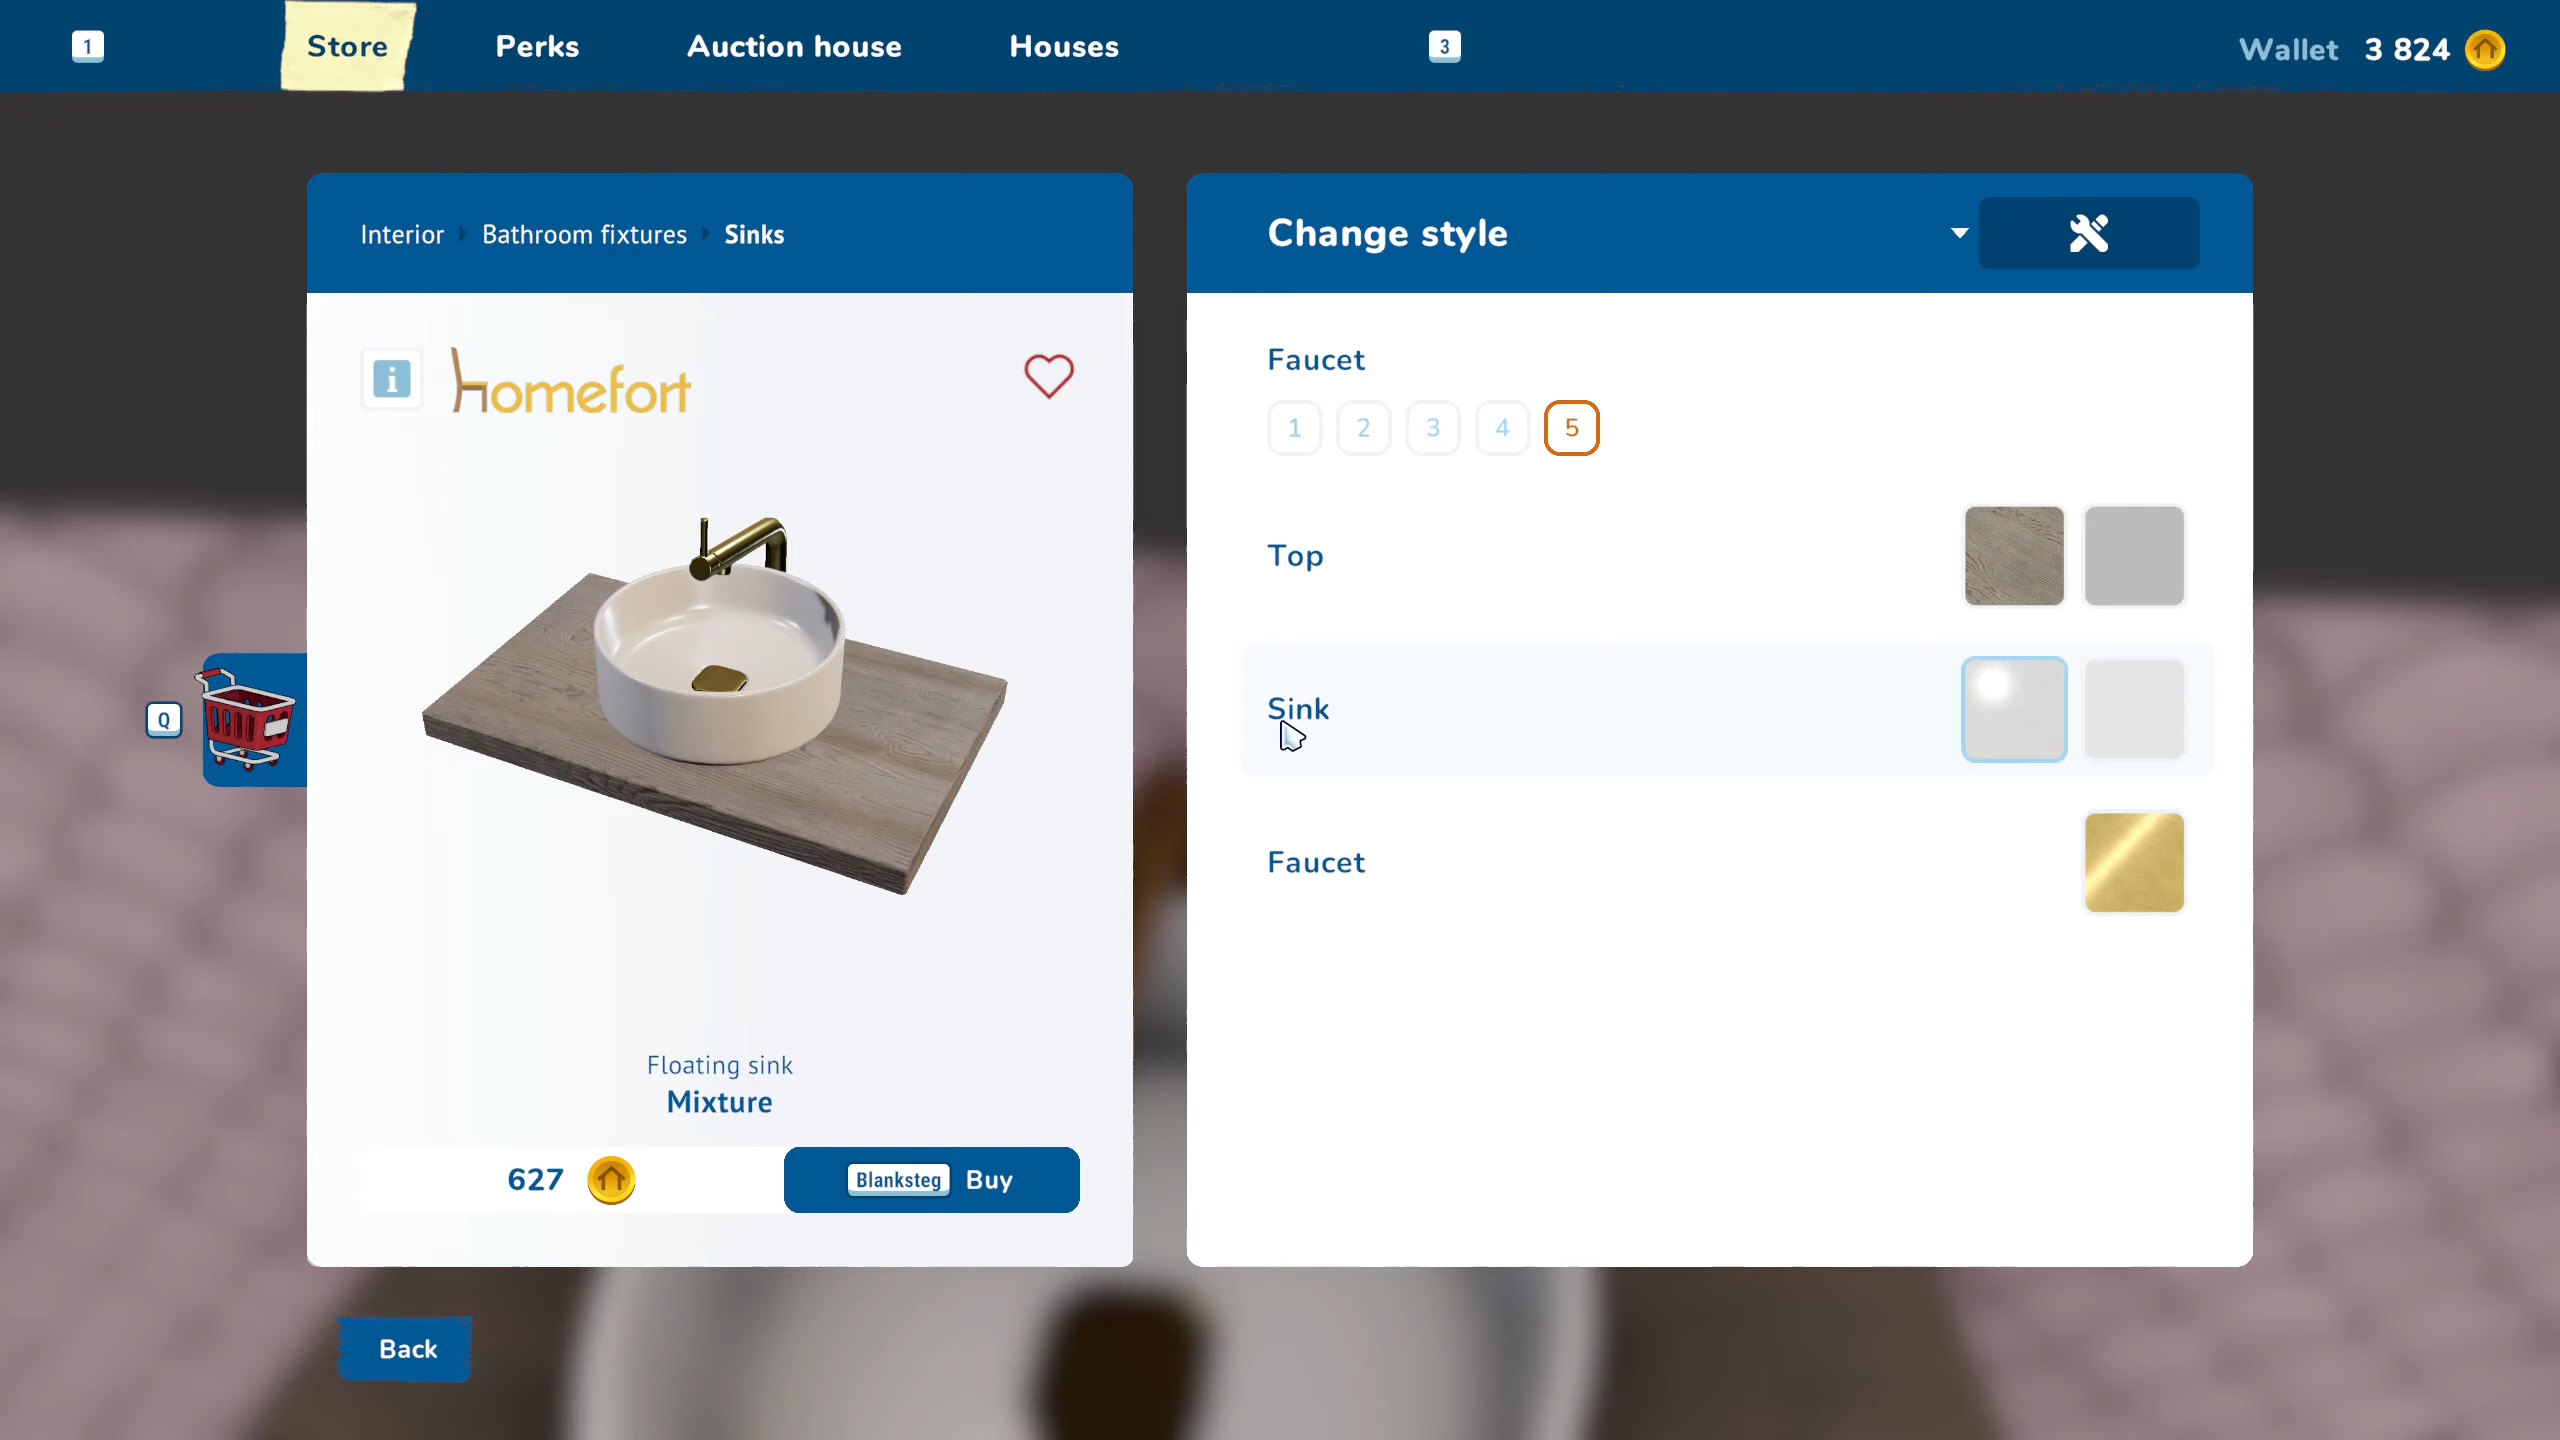 1 Store Perks Auction house Houses 3 Wallet 3 824
Interior Bathroom fixtures Sinks
homefort
Q
Floating sink
Mixture
627 Blanksteg Buy
Back
Change style
Faucet
1 2 3 4 5
Top
Sink
Faucet